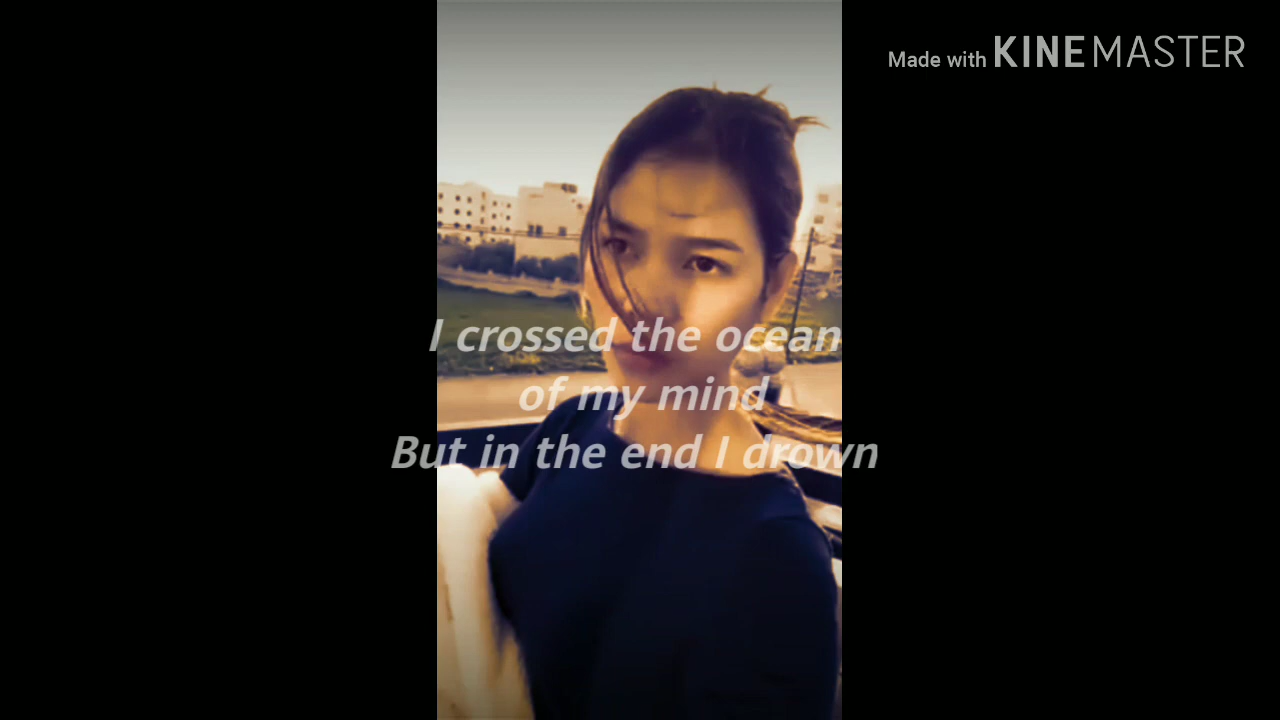 Made with KINEMASTER
I crossed the ocean
of my mind
But in the end I drown